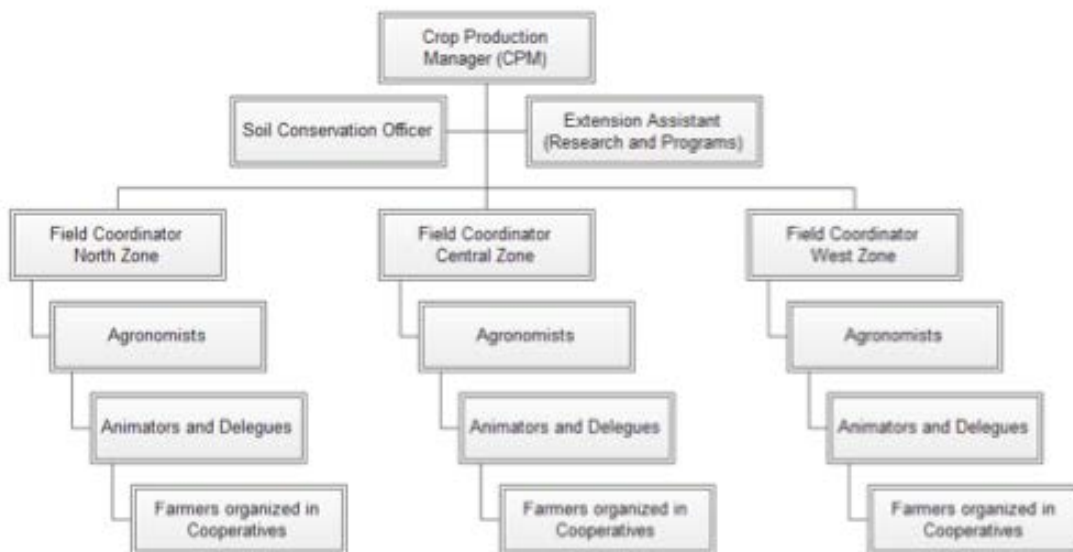 Crop Production
Manager (CPM)
Soil Conservation Officer
Extension Assistant
(Research and Programs)
Field Coordinator
North Zone
Field Coordinator
Central Zone
Field Coordinator
West Zone
Agronomists
Agronomists
Agronomists
Animators and Delegues
Animators and Delegues
Animators and Delegues
Farmers organized in
Cooperatives
Farmers organized in
Cooperatives
Farmers organized in
Cooperatives